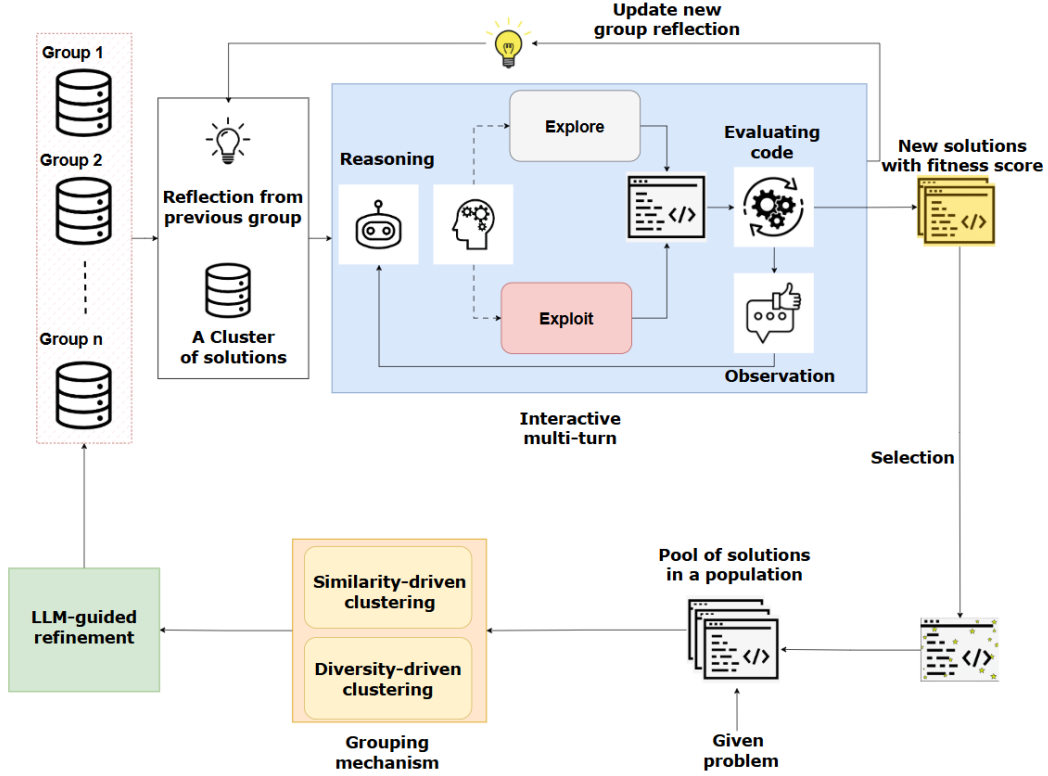 Update new
group reflection
Group 1
Group 2
Group n
Reflection from
previous group
A Cluster
of solutions
Reasoning
Explore
Exploit
</>
Evaluating
code
Observation
Interactive
multi-turn
New solutions
with fitness score
</>
Selection
</>
Pool of solutions
in a population
</>
Given
problem
Similarity-driven
clustering
Diversity-driven
clustering
Grouping
mechanism
LLM-guided
refinement